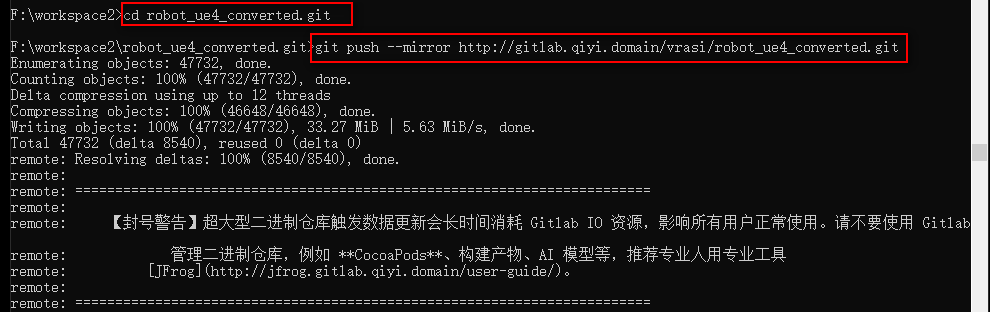 F:\workspace2>cd robot_ue4_converted.git
F:\workspace2\robot_ue4_converted.git>git push --mirror http://gitlab.qiyi.domain/vrasi/robot_ue4_converted.git
Enumerating objects: 47732, done.
Counting objects: 100% (47732/47732), done.
Delta compression using up to 12 threads
Compressing objects: 100% (46648/46648), done.
Writing objects: 100% (47732/47732), 33.27 MiB | 5.63 MiB/s, done.
Total 47732 (delta 8540), reused 0 (delta 0)
remote: Resolving deltas: 100% (8540/8540), done.
remote:
remote: ========================================================================
remote:
remote: 【封号警告】超大型二进制仓库触发数据更新会长时间消耗 Gitlab IO 资源，影响所有用户正常使用。请不要使用 Gitlab
remote: 管理二进制仓库，例如 **CocoaPods**、构建产物、AI 模型等，推荐专业人用专业工具
remote: [JFrog](http://jfrog.gitlab.qiyi.domain/user-guide/)。
remote:
remote: ========================================================================